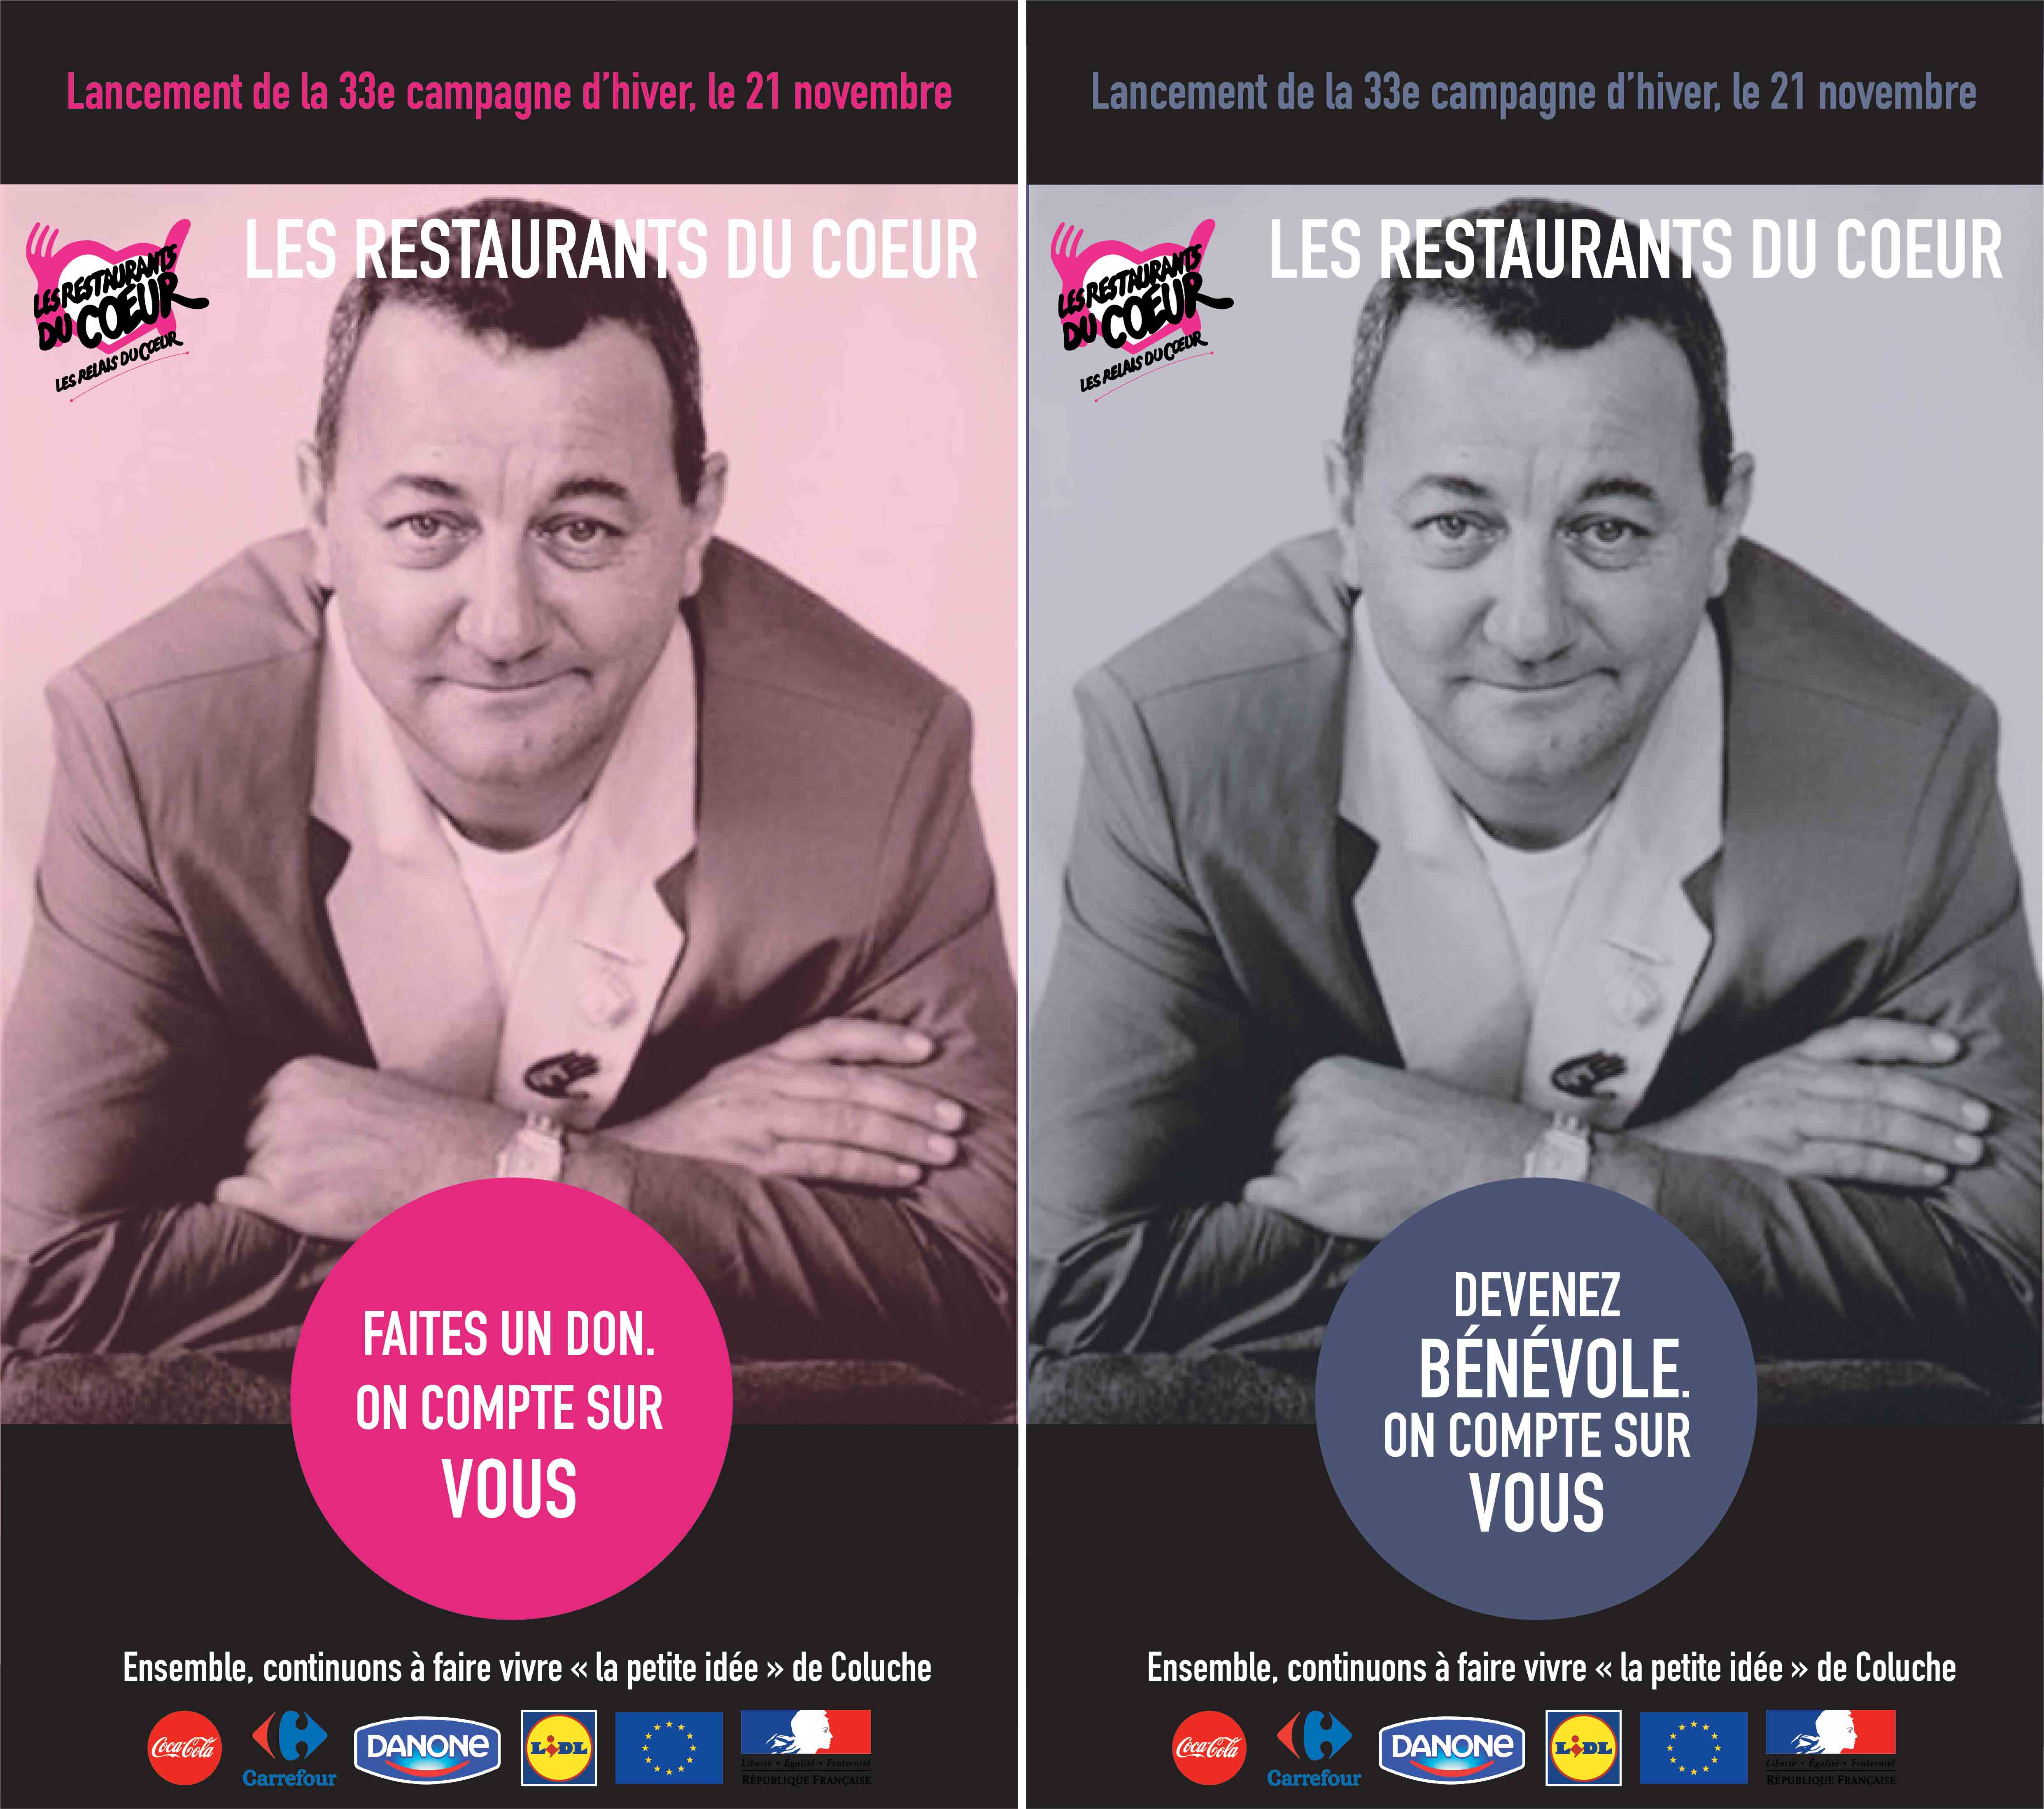 Lancement de la 33e campagne d'hiver, le 21 novembre
LES RESTAURANTS DU COEUR
LES RESTAURANTS
DU COEUR
LES RELAIS DU CŒUR
FAITES UN DON.
ON COMPTE SUR
VOUS
Ensemble, continuons à faire vivre « la petite idée » de Coluche
Coca-Cola
Carrefour
DANONE
LiDL
Liberté • Égalité • Fraternité
RÉPUBLIQUE FRANÇAISE
Lancement de la 33e campagne d'hiver, le 21 novembre
LES RESTAURANTS DU COEUR
LES RESTAURANTS
DU COEUR
LES RELAIS DU CŒUR
DEVENEZ
BÉNÉVOLE.
ON COMPTE SUR
VOUS
Ensemble, continuons à faire vivre « la petite idée » de Coluche
Coca-Cola
Carrefour
DANONE
LiDL
Liberté • Égalité • Fraternité
RÉPUBLIQUE FRANÇAISE